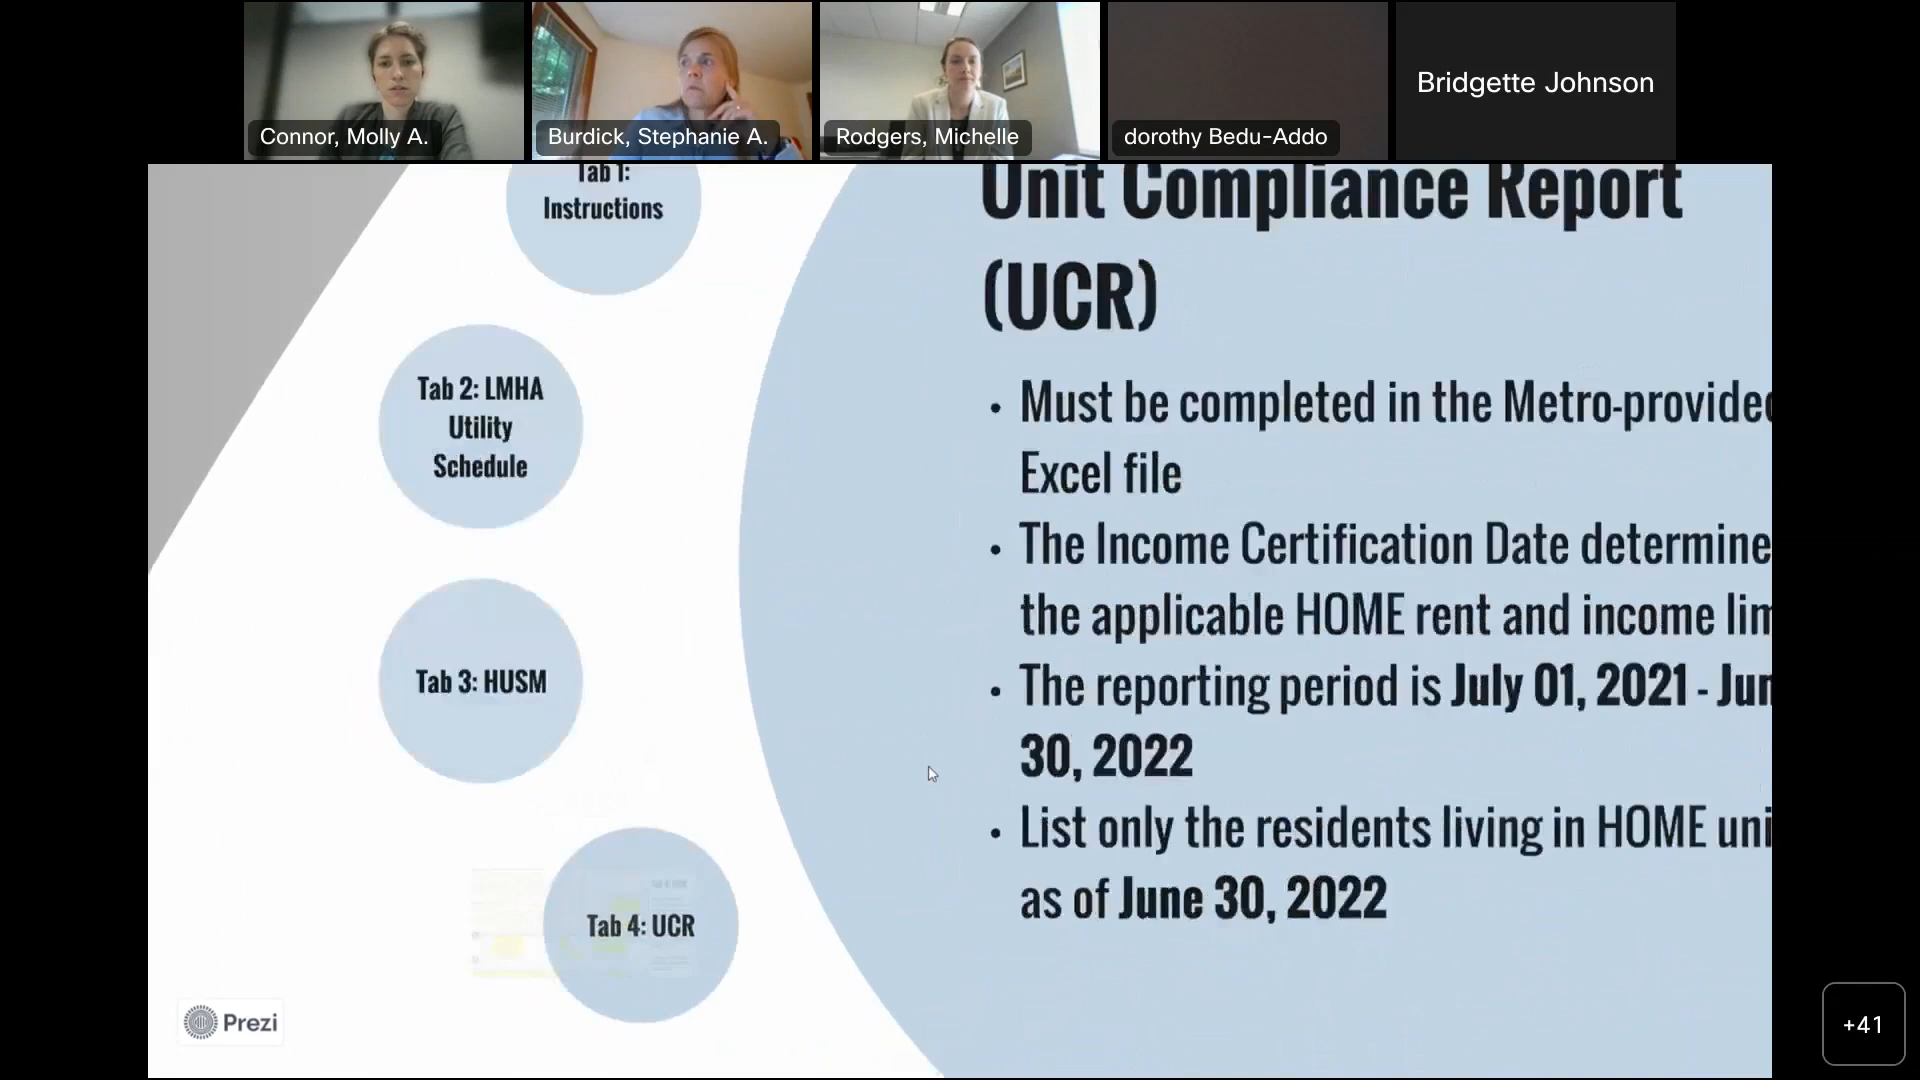 Connor, Molly A.
Burdick, Stephanie A.
Rodgers, Michelle
dorothy Bedu-Addo
Bridgette Johnson
Tab 1:
Instructions
Tab 2: LMHA
Utility
Schedule
Tab 3: HUSM
Tab 4: UCR
Prezi
Unit Compliance Report
(UCR)
• Must be completed in the Metro-provided
Excel file
• The Income Certification Date determine
the applicable HOME rent and income lim
• The reporting period is July 01, 2021 - Jun
30, 2022
• List only the residents living in HOME uni
as of June 30, 2022
+41